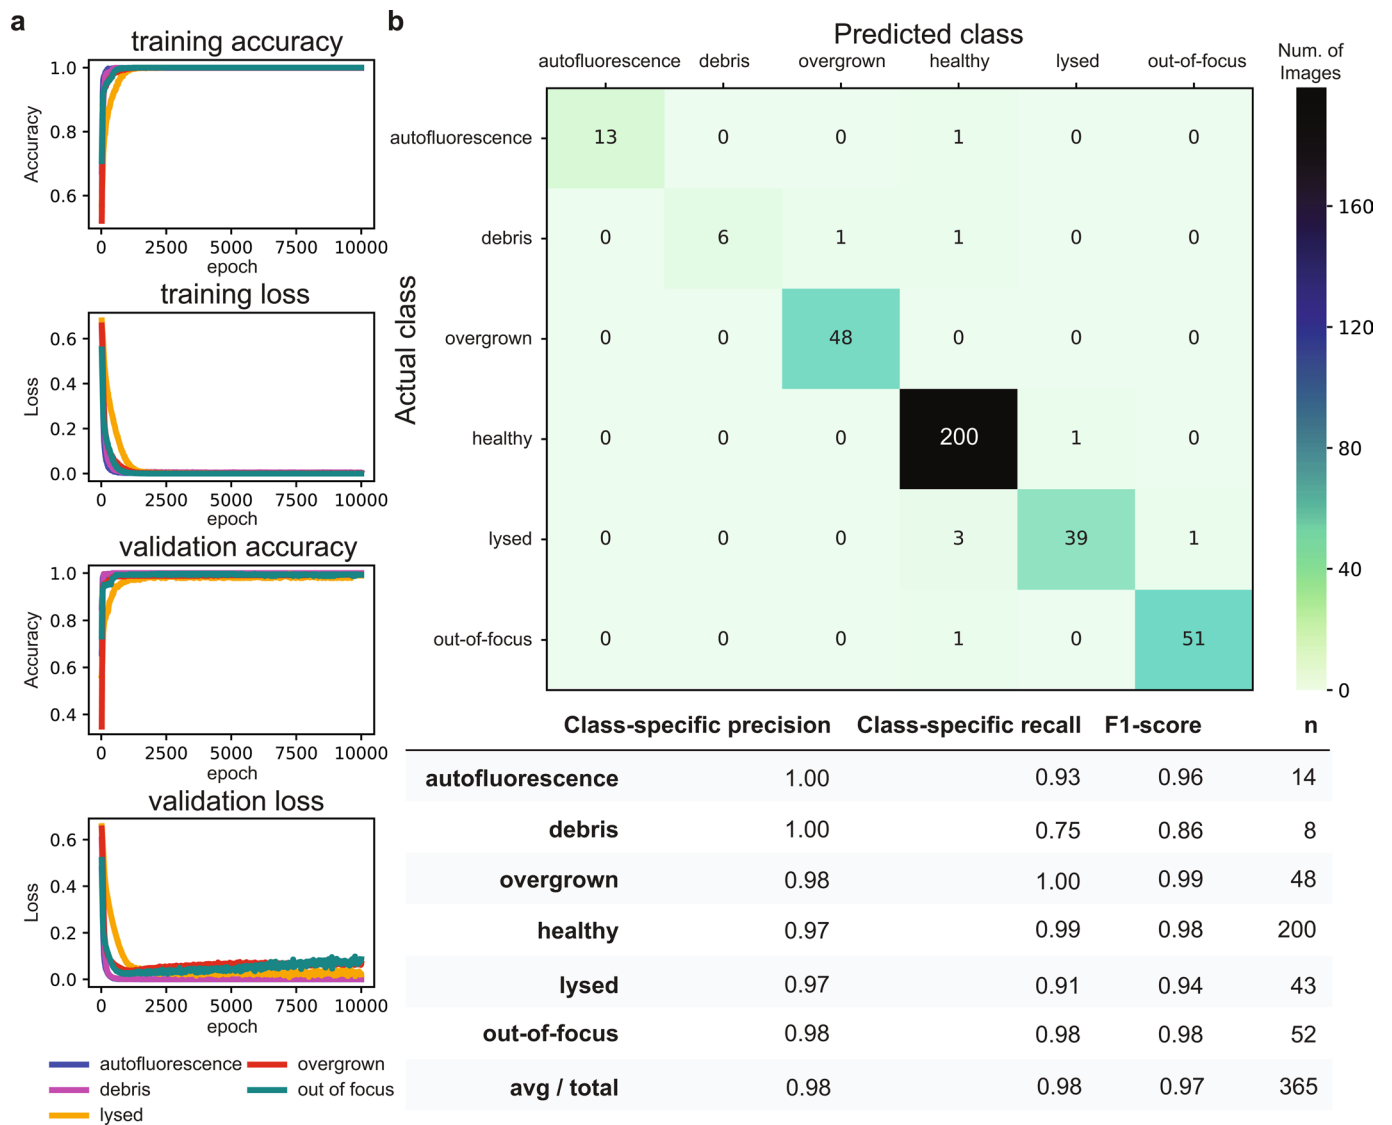 a
training accuracy
1.0
0.8
0.6
Accuracy
0 2500 5000 7500 10000
epoch
training loss
0.6
0.4
0.2
0.0
Loss
0 2500 5000 7500 10000
epoch
validation accuracy
1.0
0.8
0.6
0.4
Accuracy
0 2500 5000 7500 10000
epoch
validation loss
0.6
0.4
0.2
0.0
Loss
0 2500 5000 7500 10000
epoch
autofluorescence overgrown
debris out of focus
lysed
b
Predicted class
autofluorescence debris overgrown healthy lysed out-of-focus
Actual class
autofluorescence 13 0 0 1 0 0
debris 0 6 1 1 0 0
overgrown 0 0 48 0 0 0
healthy 0 0 0 200 1 0
lysed 0 0 0 3 39 1
out-of-focus 0 0 0 1 0 51
Num. of
Images
160
120
80
40
0
Class-specific precision Class-specific recall F1-score n
autofluorescence 1.00 0.93 0.96 14
debris 1.00 0.75 0.86 8
overgrown 0.98 1.00 0.99 48
healthy 0.97 0.99 0.98 200
lysed 0.97 0.91 0.94 43
out-of-focus 0.98 0.98 0.98 52
avg / total 0.98 0.98 0.97 365